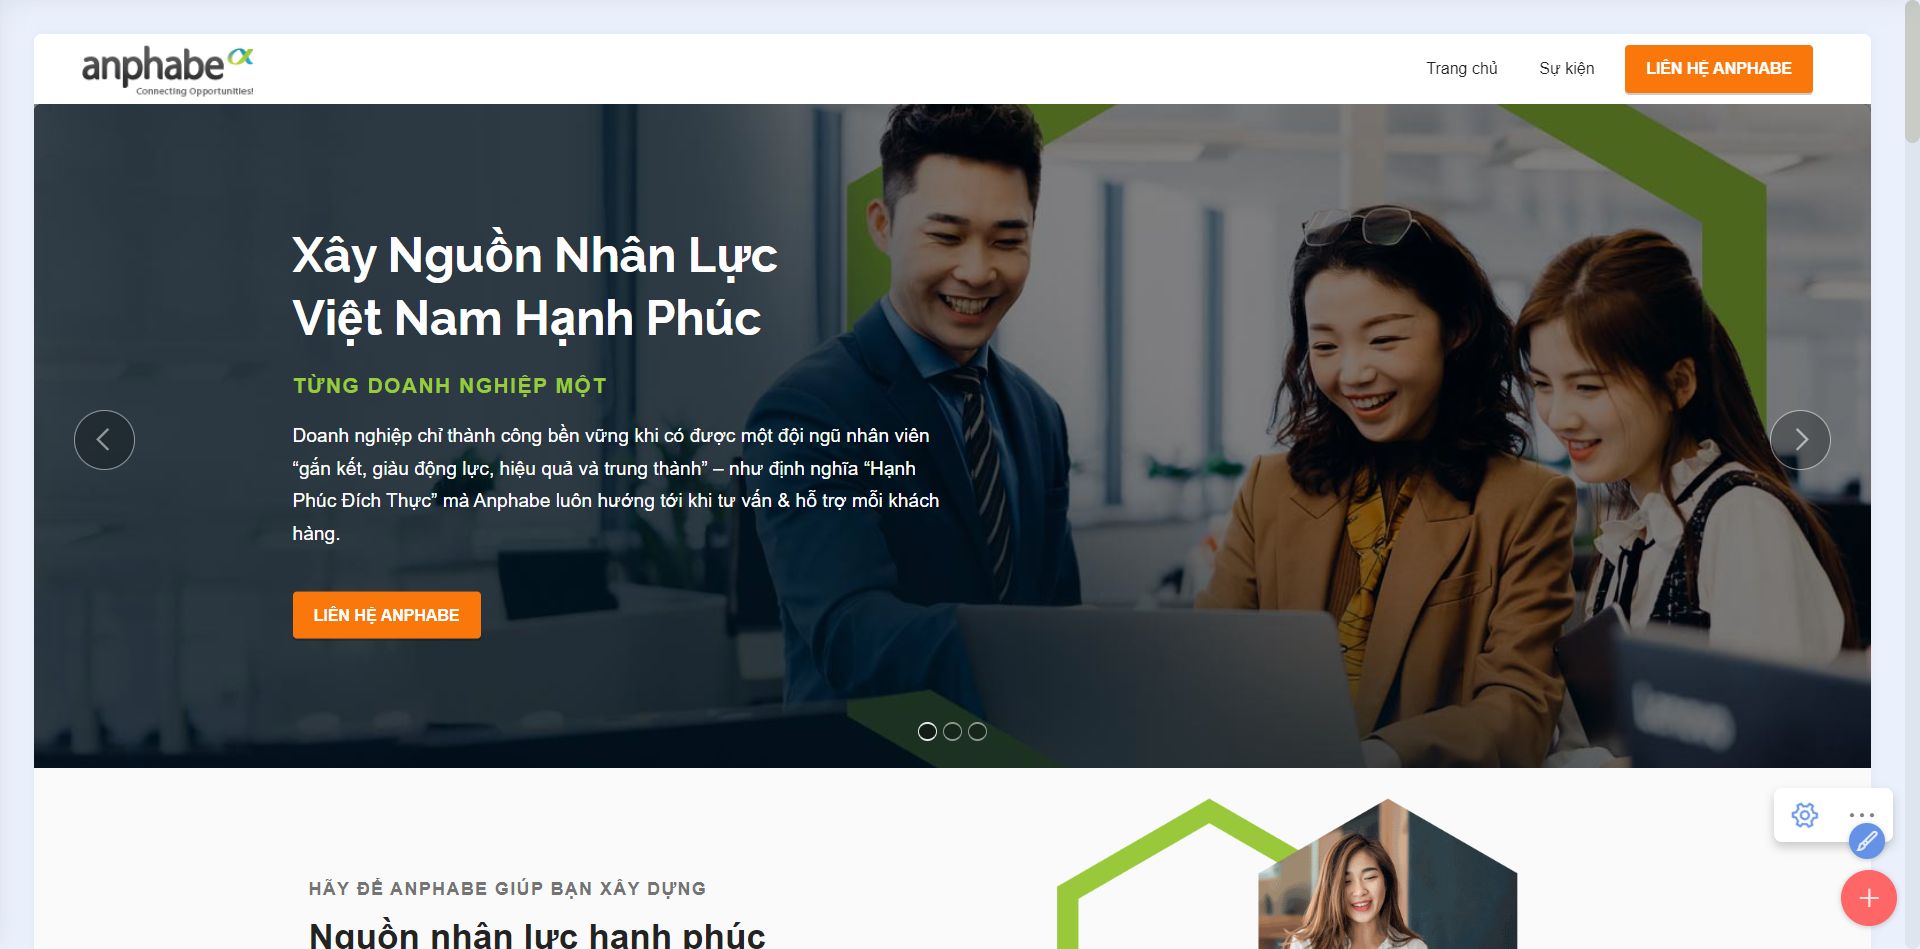 anphabe
Connecting Opportunities!
Trang chủ
Sự kiện
LIÊN HỆ ANPHABE
Xây Nguồn Nhân Lực
Việt Nam Hạnh Phúc
TỪNG DOANH NGHIỆP MỘT
Doanh nghiệp chỉ thành công bền vững khi có được một đội ngũ nhân viên
“gắn kết, giàu động lực, hiệu quả và trung thành” – như định nghĩa “Hạnh
Phúc Đích Thực” mà Anphabe luôn hướng tới khi tư vấn & hỗ trợ mỗi khách
hàng.
LIÊN HỆ ANPHABE
Lenovo
HÃY ĐỂ ANPHABE GIÚP BẠN XÂY DỰNG
Nguồn nhân lực hạnh phúc